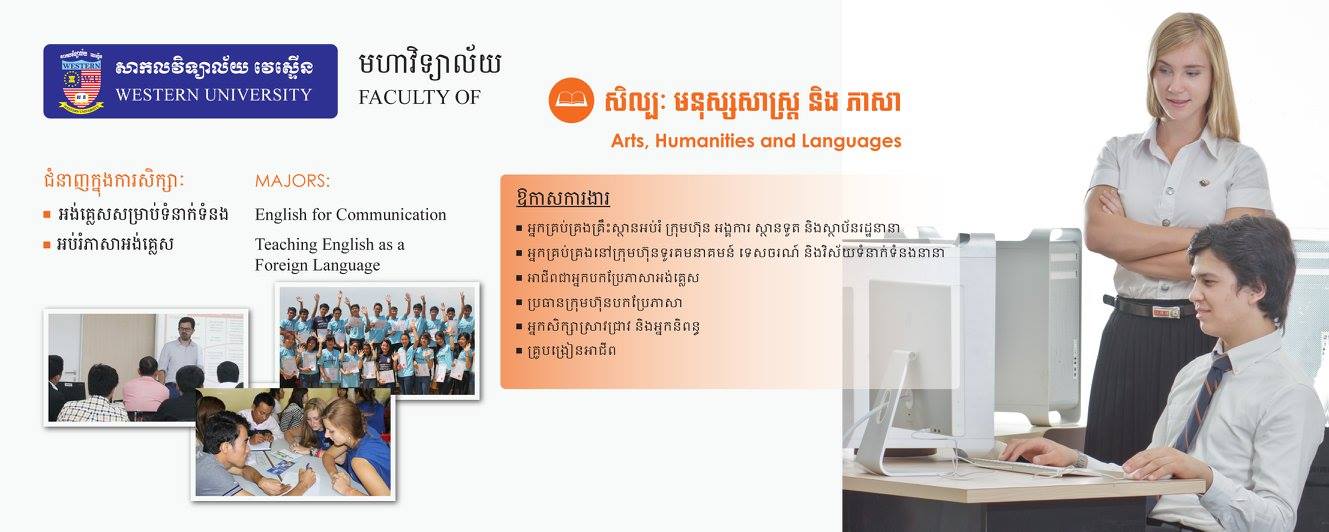 សាកលវិទ្យាល័យ វេស្ទើន
WESTERN UNIVERSITY
WESTERN
មហាវិទ្យាល័យ
FACULTY OF
សិល្បៈ មនុស្សសាស្ត្រ និង ភាសា
Arts, Humanities and Languages
ជំនាញក្នុងការសិក្សាៈ
អង់គ្លេសសម្រាប់ទំនាក់ទំនង
អប់រំភាសាអង់គ្លេស
MAJORS:
English for Communication
Teaching English as a
Foreign Language
ឱកាសការងារ
អ្នកគ្រប់គ្រងគ្រឹះស្ថានអប់រំ ក្រុមហ៊ុន អង្គការ ស្ថានទូត និងស្ថាប័នរដ្ឋនានា
អ្នកគ្រប់គ្រងនៅក្រុមហ៊ុនទូរគមនាគមន៍ ទេសចរណ៍ និងវិស័យទំនាក់ទំនងនានា
អាជីពជាអ្នកបកប្រែភាសាអង់គ្លេស
ប្រធានក្រុមហ៊ុនបកប្រែភាសា
អ្នកសិក្សាស្រាវជ្រាវ និងអ្នកនិពន្ធ
គ្រូបង្រៀនអាជីព